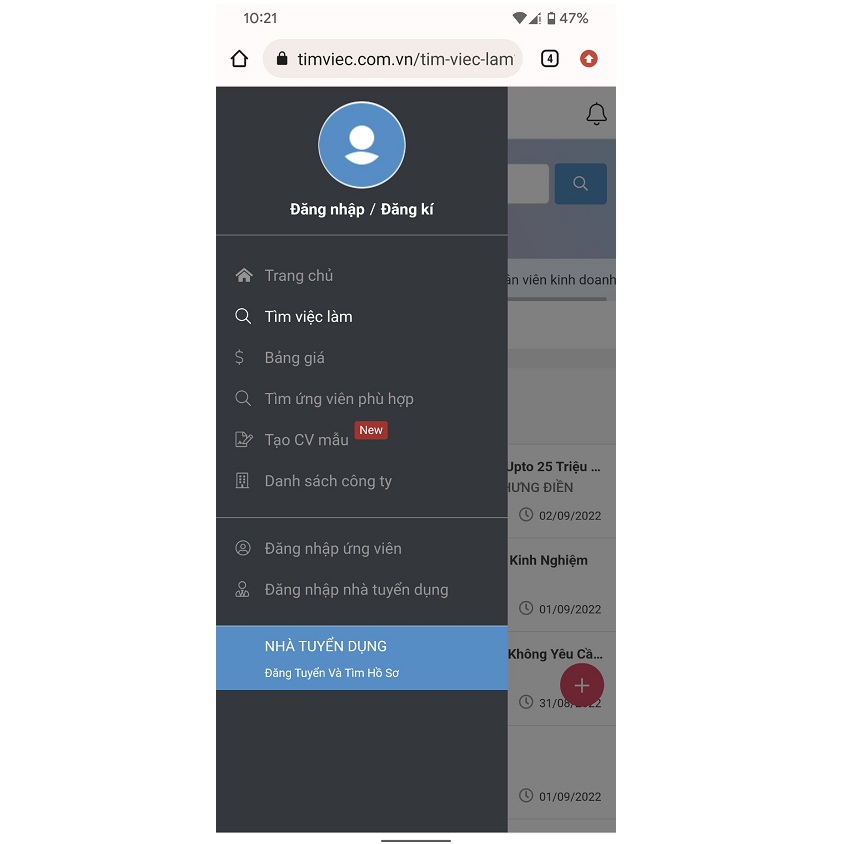 10:21
47%
timviec.com.vn/tim-viec-lam
4
Đăng nhập / Đăng kí
Trang chủ
Tìm việc làm
Bảng giá
Tìm ứng viên phù hợp
Tạo CV mẫu New
Danh sách công ty
Đăng nhập ứng viên
Đăng nhập nhà tuyển dụng
NHÀ TUYỂN DỤNG
Đăng Tuyển Và Tìm Hồ Sơ
viên kinh doanh
Upto 25 Triệu ...
HƯNG ĐIỀN
02/09/2022
Kinh Nghiệm
01/09/2022
Không Yêu Cầ...
31/08/2022
01/09/2022